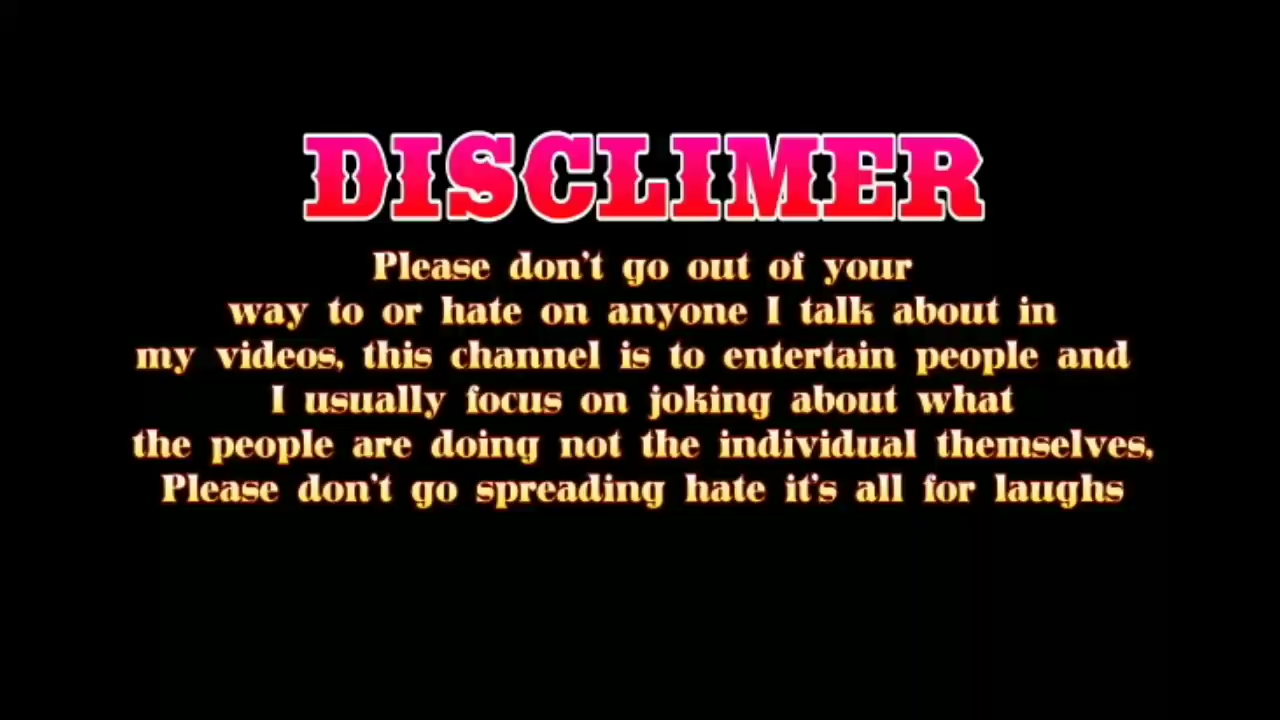 DISCLIMER
Please don't go out of your
way to or hate on anyone I talk about in
my videos, this channel is to entertain people and
I usually focus on joking about what
the people are doing not the individual themselves,
Please don't go spreading hate it's all for laughs